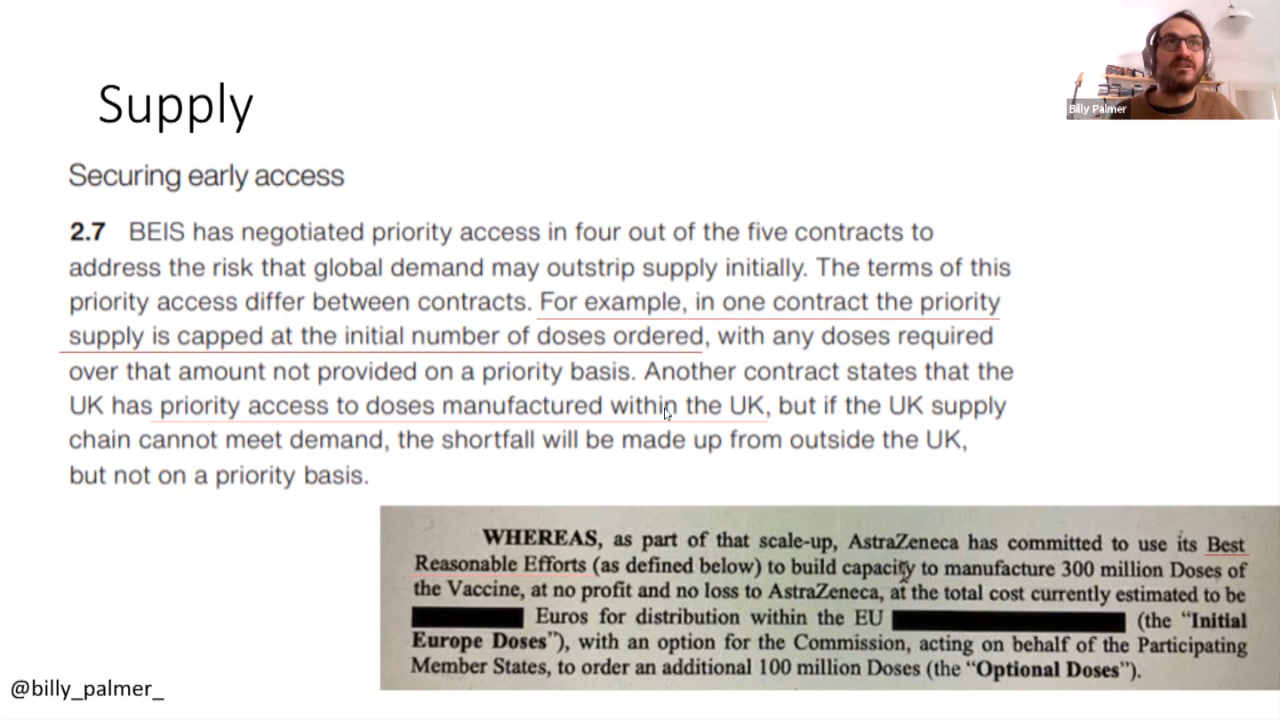 Supply
Billy Palmer
Securing early access
2.7 BEIS has negotiated priority access in four out of the five contracts to
address the risk that global demand may outstrip supply initially. The terms of this
priority access differ between contracts. For example, in one contract the priority
supply is capped at the initial number of doses ordered, with any doses required
over that amount not provided on a priority basis. Another contract states that the
UK has priority access to doses manufactured within the UK, but if the UK supply
chain cannot meet demand, the shortfall will be made up from outside the UK,
but not on a priority basis.
WHEREAS, as part of that scale-up, AstraZeneca has committed to use its Best
Reasonable Efforts (as defined below) to build capacity to manufacture 300 million Doses of
the Vaccine, at no profit and no loss to AstraZeneca, at the total cost currently estimated to be
Euros for distribution within the EU (the “Initial
Europe Doses”), with an option for the Commission, acting on behalf of the Participating
Member States, to order an additional 100 million Doses (the “Optional Doses”).
@billy_palmer_